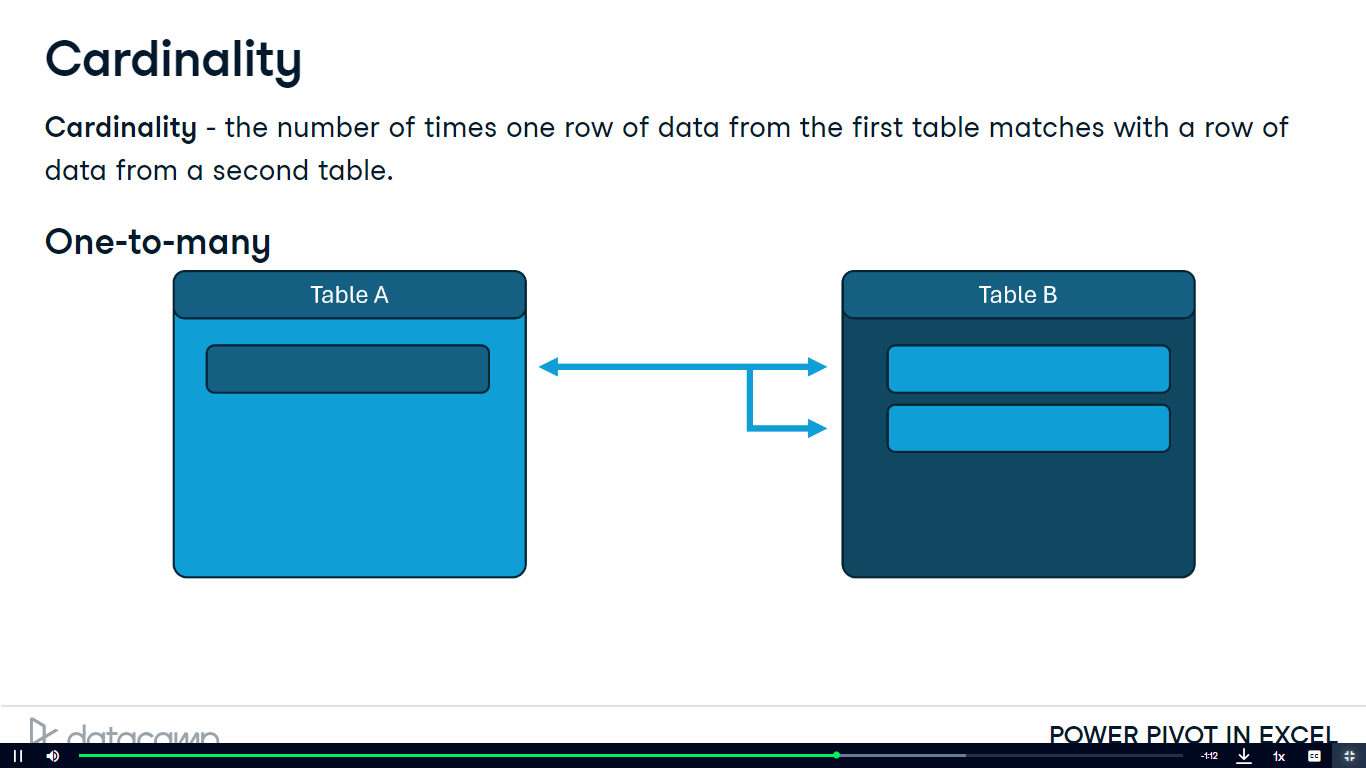 Cardinality
Cardinality - the number of times one row of data from the first table matches with a row of
data from a second table.
One-to-many
Table A
Table B
datacamp
POWER PIVOT IN EXCEL
-1:12
1x
CC